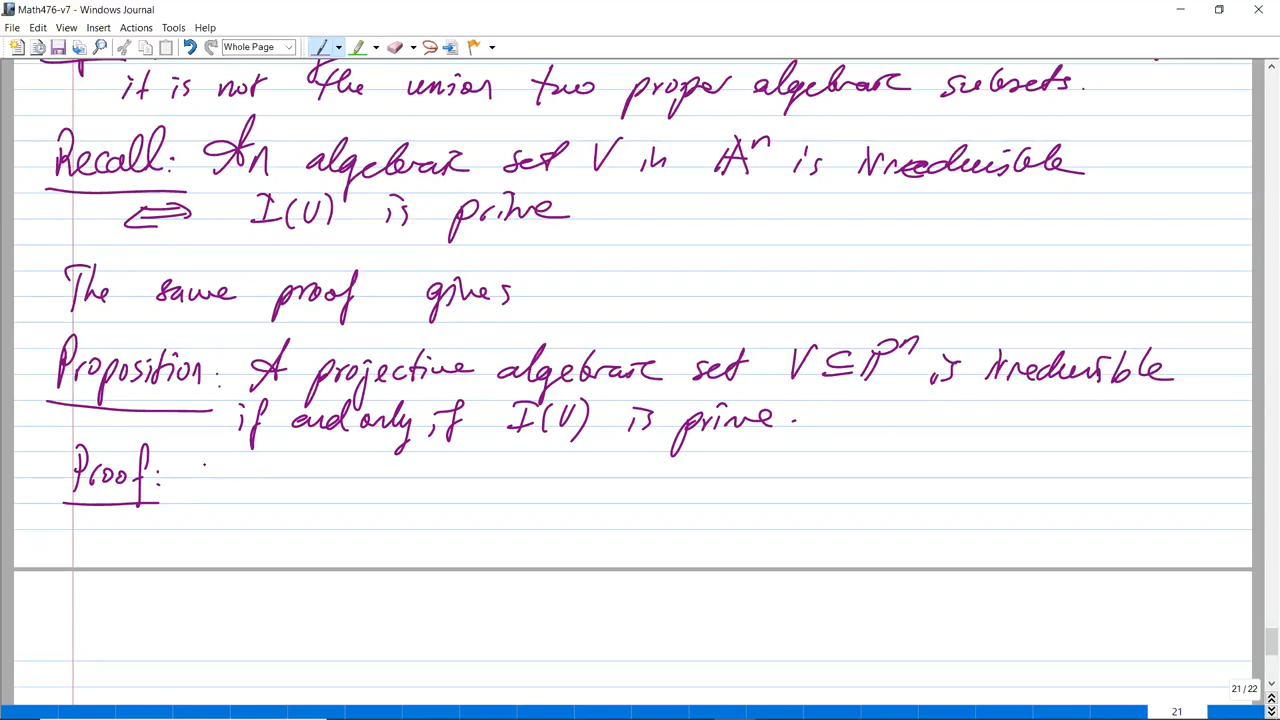 Math476-v7 - Windows Journal
File Edit View Insert Actions Tools Help
Whole Page
it is not the union two proper algebraic subsets.
Recall: An algebraic set V in 𝔸ⁿ is irreducible
⟺ I(V) is prime
The same proof gives
Proposition: A projective algebraic set V ⊆ ℙⁿ is irreducible
if and only if I(V) is prime.
Proof:
21 / 22
21